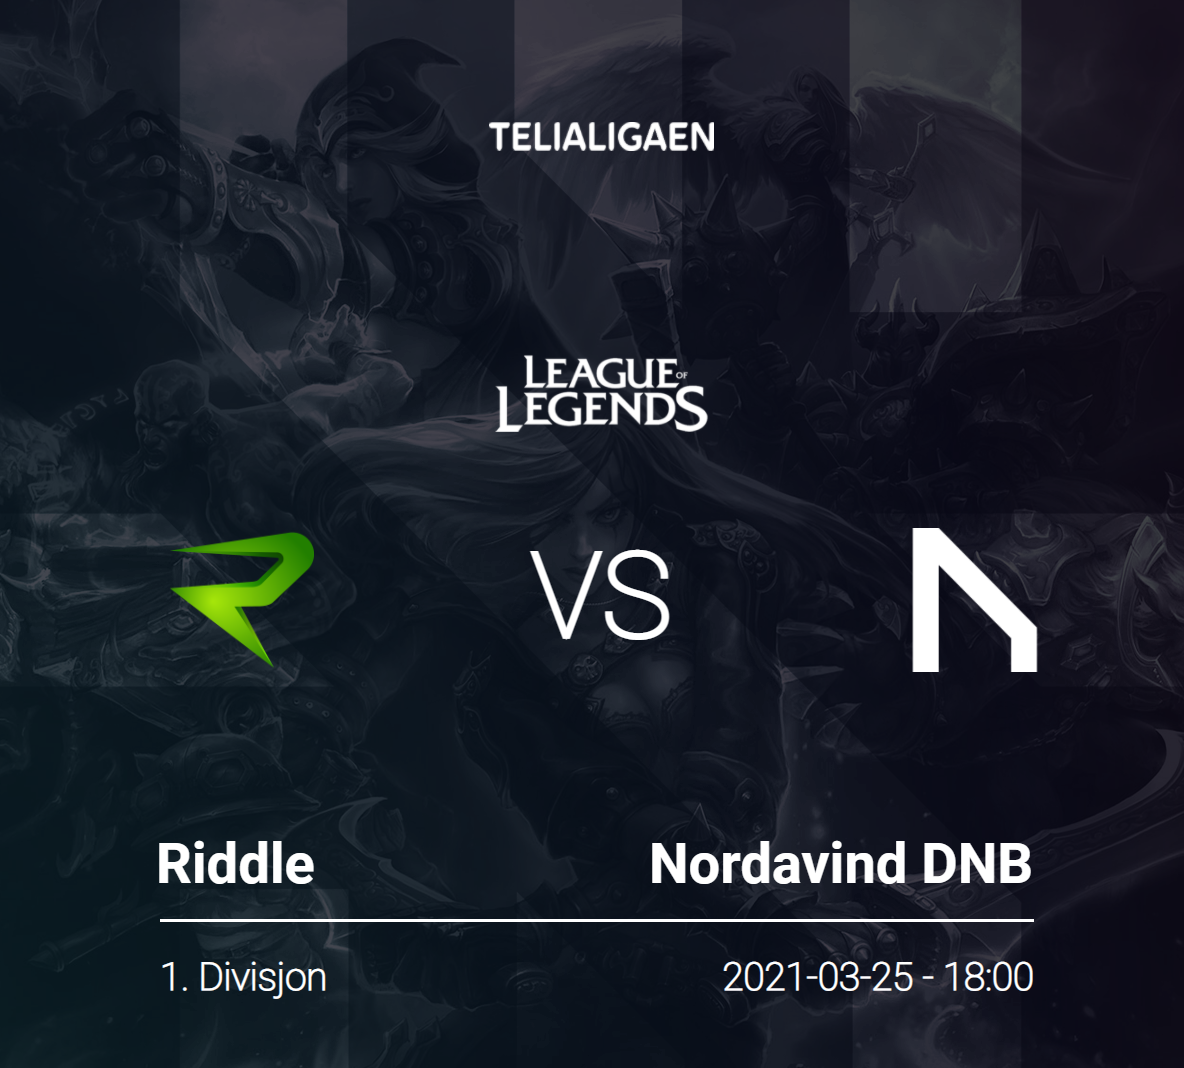 TELIALIGAEN
LEAGUE OF
LEGENDS
VS
Riddle Nordavind DNB
1. Divisjon 2021-03-25 - 18:00